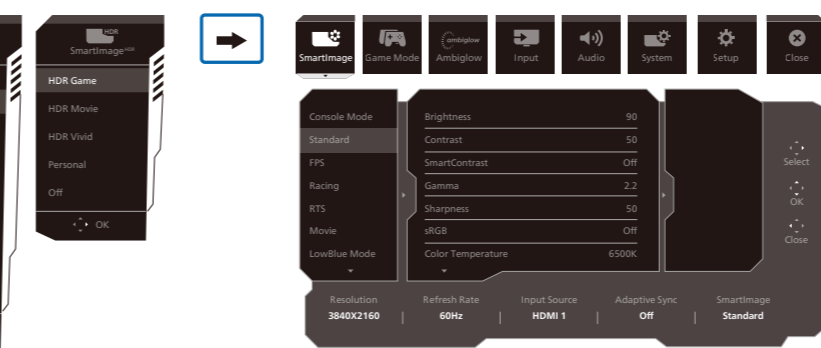 HDR
SmartImage HDR
HDR Game
HDR Movie
HDR Vivid
Personal
Off
OK
SmartImage
Game Mode
ambiglow
Ambiglow
Input
Audio
System
Setup
Close
Console Mode
Standard
FPS
Racing
RTS
Movie
LowBlue Mode
Brightness 90
Contrast 50
SmartContrast Off
Gamma 2.2
Sharpness 50
sRGB Off
Color Temperature 6500K
Select
OK
Close
Resolution Refresh Rate Input Source Adaptive Sync SmartImage
3840X2160 | 60Hz | HDMI 1 | Off | Standard